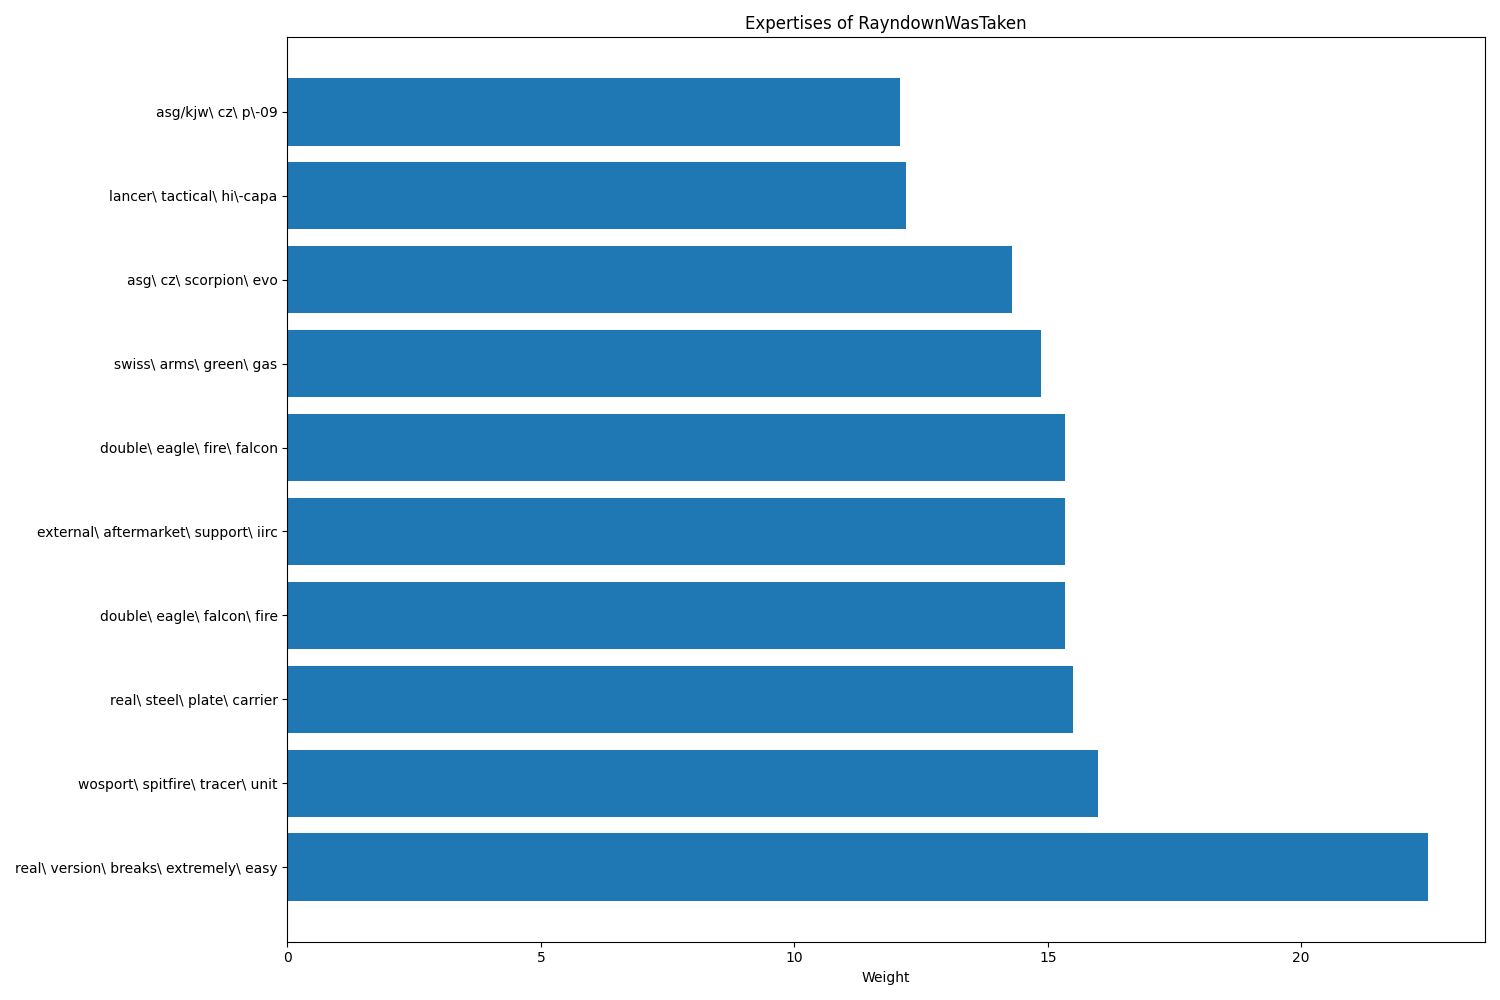 Expertises of RayndownWasTaken
asg/kjw\ cz\ p\-09
lancer\ tactical\ hi\-capa
asg\ cz\ scorpion\ evo
swiss\ arms\ green\ gas
double\ eagle\ fire\ falcon
external\ aftermarket\ support\ iirc
double\ eagle\ falcon\ fire
real\ steel\ plate\ carrier
wosport\ spitfire\ tracer\ unit
real\ version\ breaks\ extremely\ easy
0 5 10 15 20
Weight